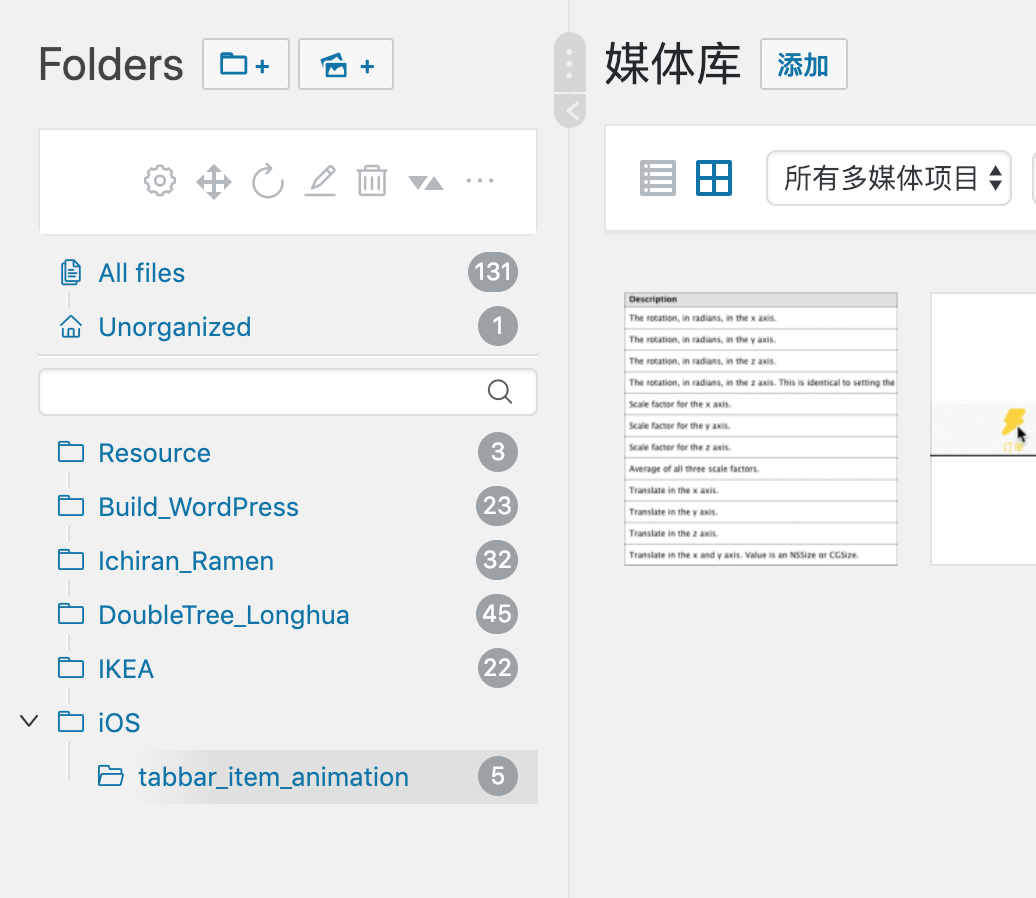 Folders
+
+
媒体库
添加
所有多媒体项目
All files 131
Unorganized 1
Resource 3
Build_WordPress 23
Ichiran_Ramen 32
DoubleTree_Longhua 45
IKEA 22
iOS
tabbar_item_animation 5
Description
The rotation, in radians, in the x axis.
The rotation, in radians, in the y axis.
The rotation, in radians, in the z axis.
The rotation, in radians, in the z axis. This is identical to setting the
Scale factor for the x axis.
Scale factor for the y axis.
Scale factor for the z axis.
Average of all three scale factors.
Translate in the x axis.
Translate in the y axis.
Translate in the z axis.
Translate in the x and y axis. Value is an NSSize or CGSize.